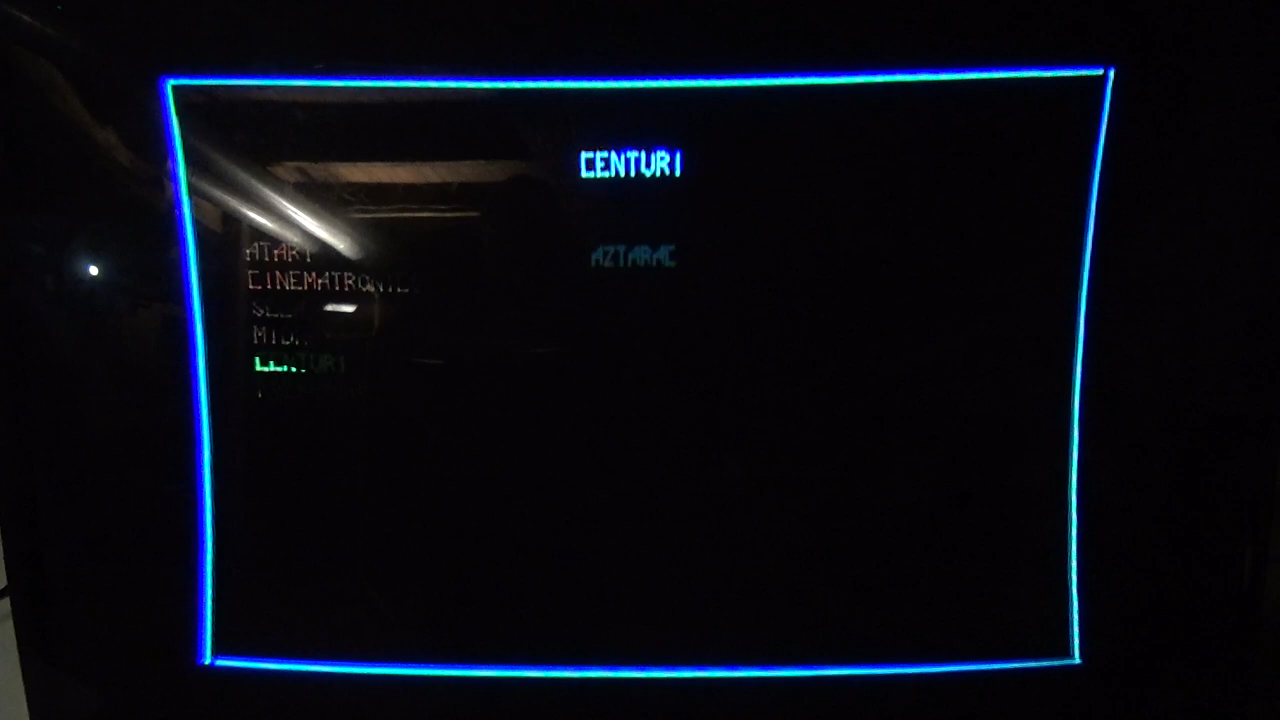 CENTURI
ATARI
AZTARAC
CINEMATRONICS
CENTURI